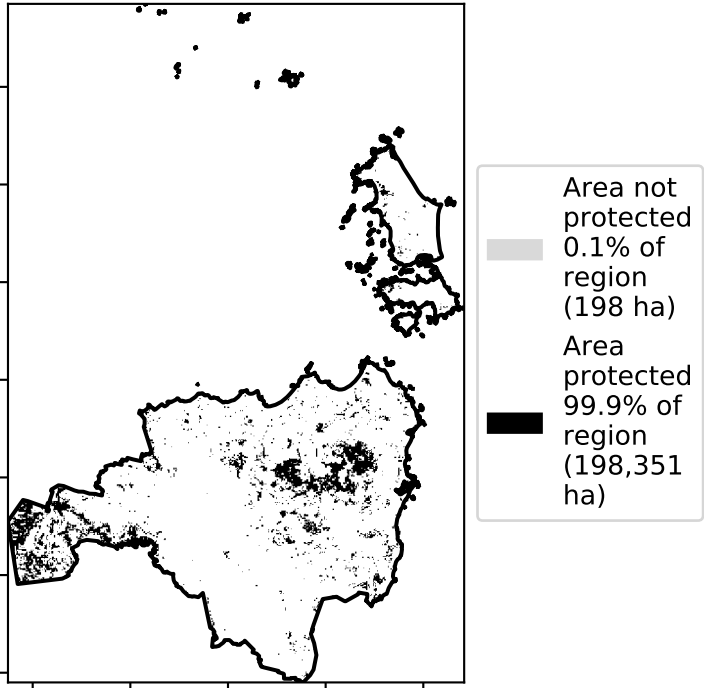 Area not
protected
0.1% of
region
(198 ha)
Area
protected
99.9% of
region
(198,351
ha)